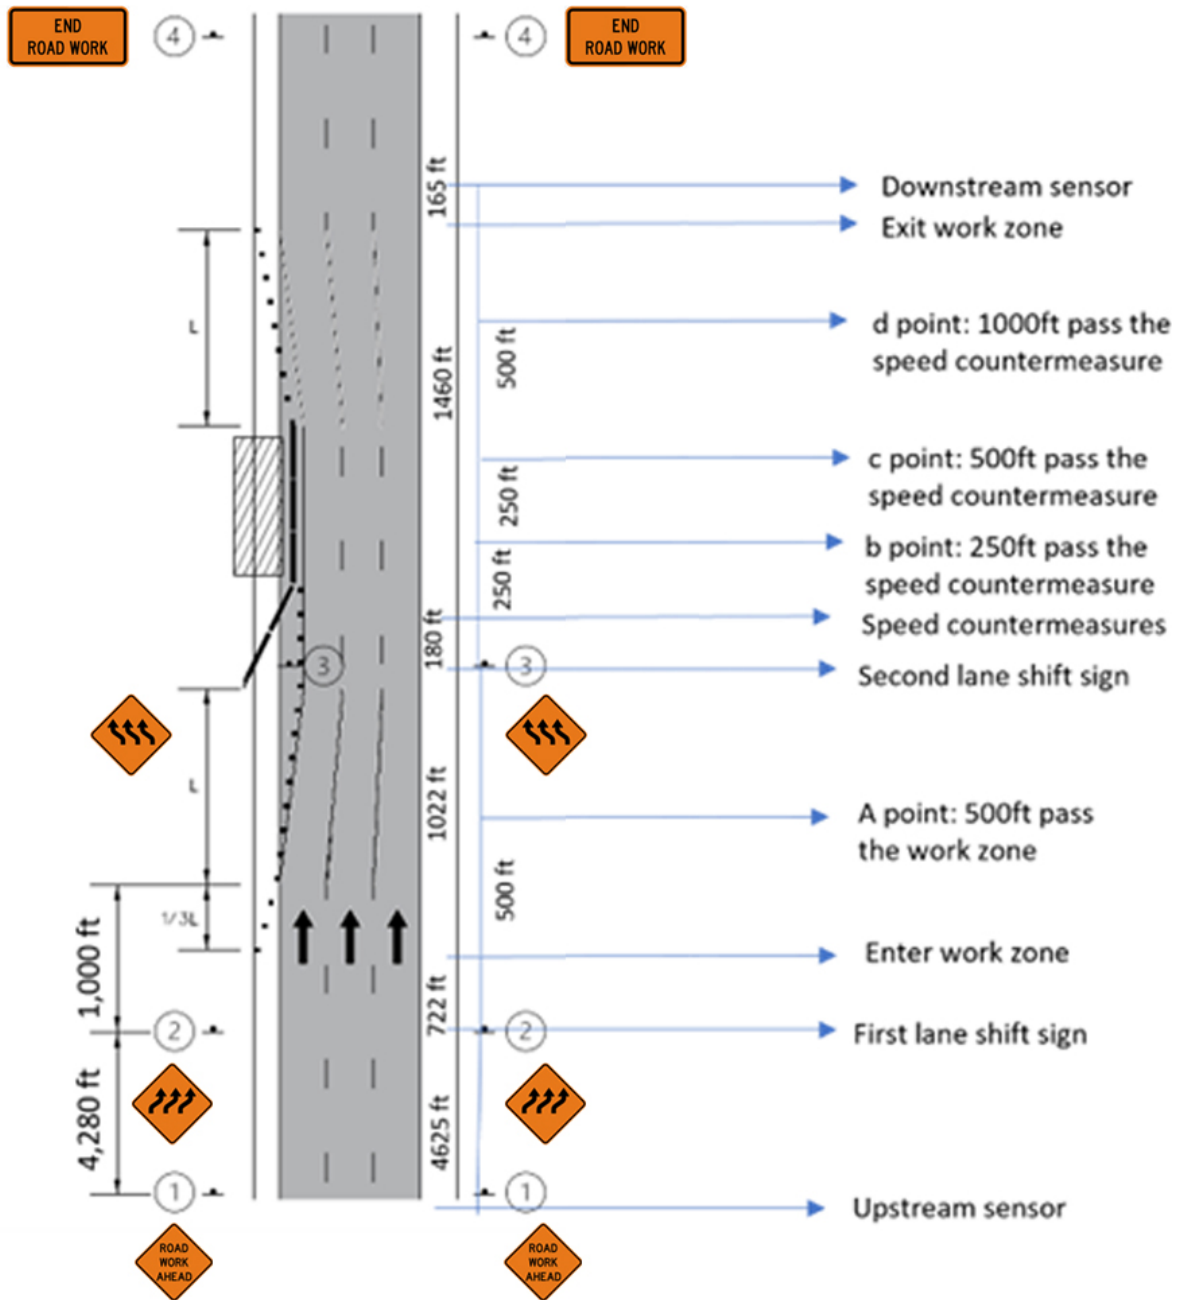 END
ROAD WORK
4
4
END
ROAD WORK
165 ft
Downstream sensor
Exit work zone
L
1460 ft
500 ft
d point: 1000ft pass the
speed countermeasure
250 ft
c point: 500ft pass the
speed countermeasure
250 ft
b point: 250ft pass the
speed countermeasure
180 ft
Speed countermeasures
3
3
Second lane shift sign
L
1022 ft
A point: 500ft pass
the work zone
500 ft
1/3L
1,000 ft
Enter work zone
722 ft
2
2
First lane shift sign
4,280 ft
4625 ft
1
1
Upstream sensor
ROAD
WORK
AHEAD
ROAD
WORK
AHEAD